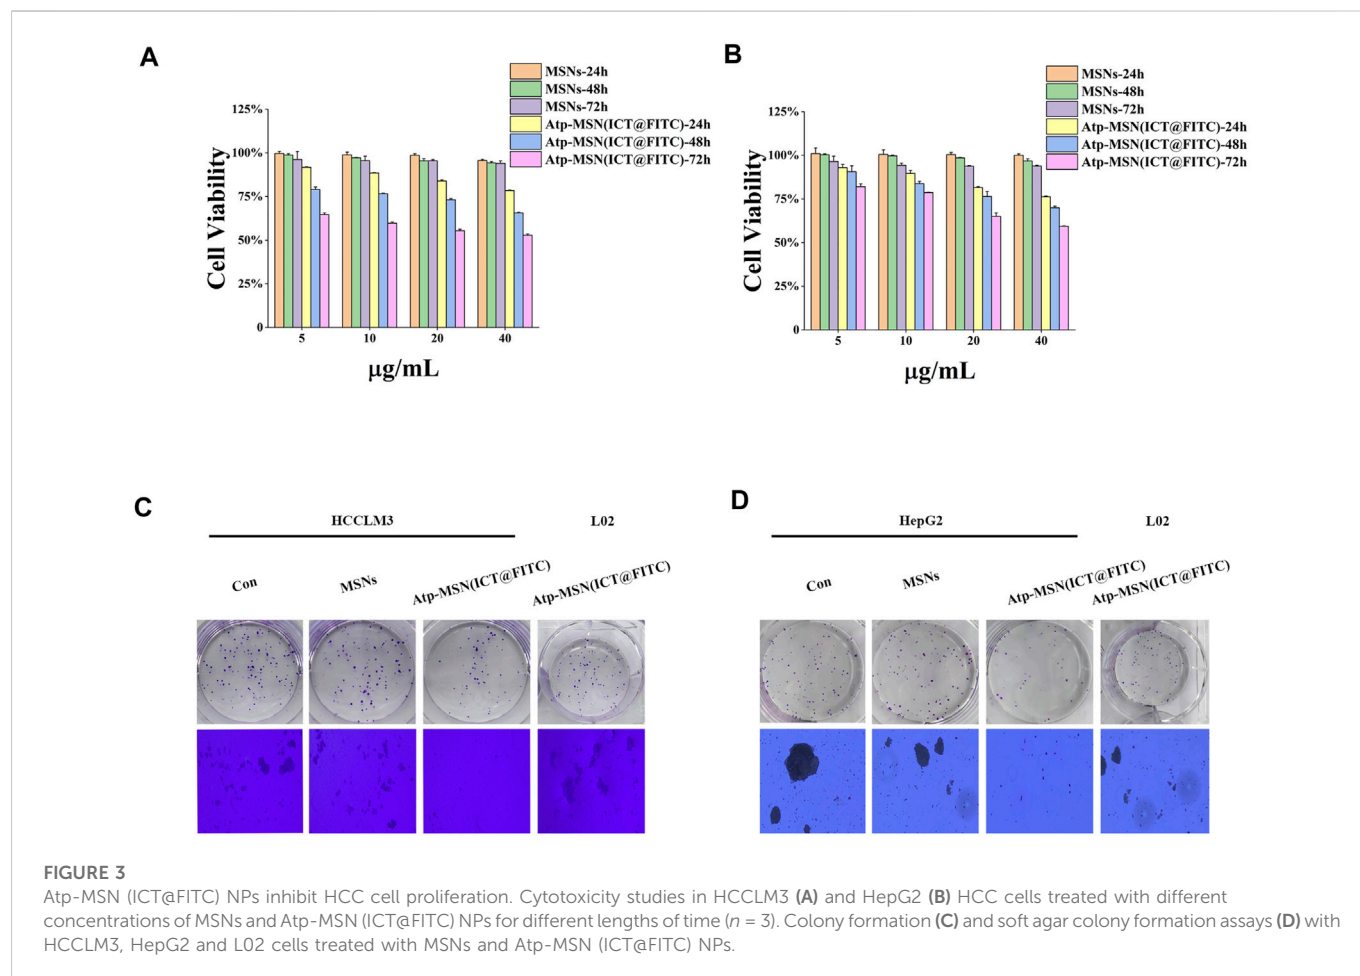 A
MSNs-24h
MSNs-48h
MSNs-72h
Atp-MSN(ICT@FITC)-24h
Atp-MSN(ICT@FITC)-48h
Atp-MSN(ICT@FITC)-72h
125%
100%
75%
50%
25%
0
Cell Viability
5 10 20 40
μg/mL
B
MSNs-24h
MSNs-48h
MSNs-72h
Atp-MSN(ICT@FITC)-24h
Atp-MSN(ICT@FITC)-48h
Atp-MSN(ICT@FITC)-72h
125%
100%
75%
50%
25%
0
Cell Viability
5 10 20 40
μg/mL
C
HCCLM3 L02
Con MSNs Atp-MSN(ICT@FITC) Atp-MSN(ICT@FITC)
D
HepG2 L02
Con MSNs Atp-MSN(ICT@FITC) Atp-MSN(ICT@FITC)
FIGURE 3
Atp-MSN (ICT@FITC) NPs inhibit HCC cell proliferation. Cytotoxicity studies in HCCLM3 (A) and HepG2 (B) HCC cells treated with different
concentrations of MSNs and Atp-MSN (ICT@FITC) NPs for different lengths of time (n = 3). Colony formation (C) and soft agar colony formation assays (D) with
HCCLM3, HepG2 and L02 cells treated with MSNs and Atp-MSN (ICT@FITC) NPs.